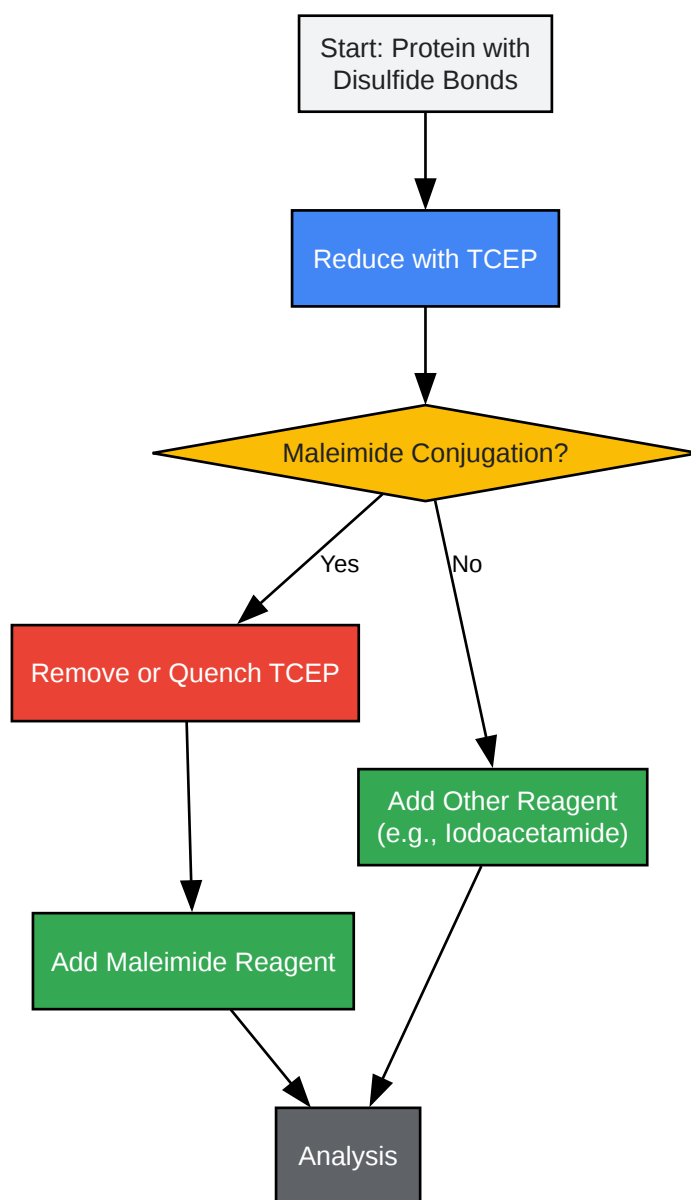 Start: Protein with
Disulfide Bonds
Reduce with TCEP
Maleimide Conjugation?
Yes
No
Remove or Quench TCEP
Add Other Reagent
(e.g., Iodoacetamide)
Add Maleimide Reagent
Analysis